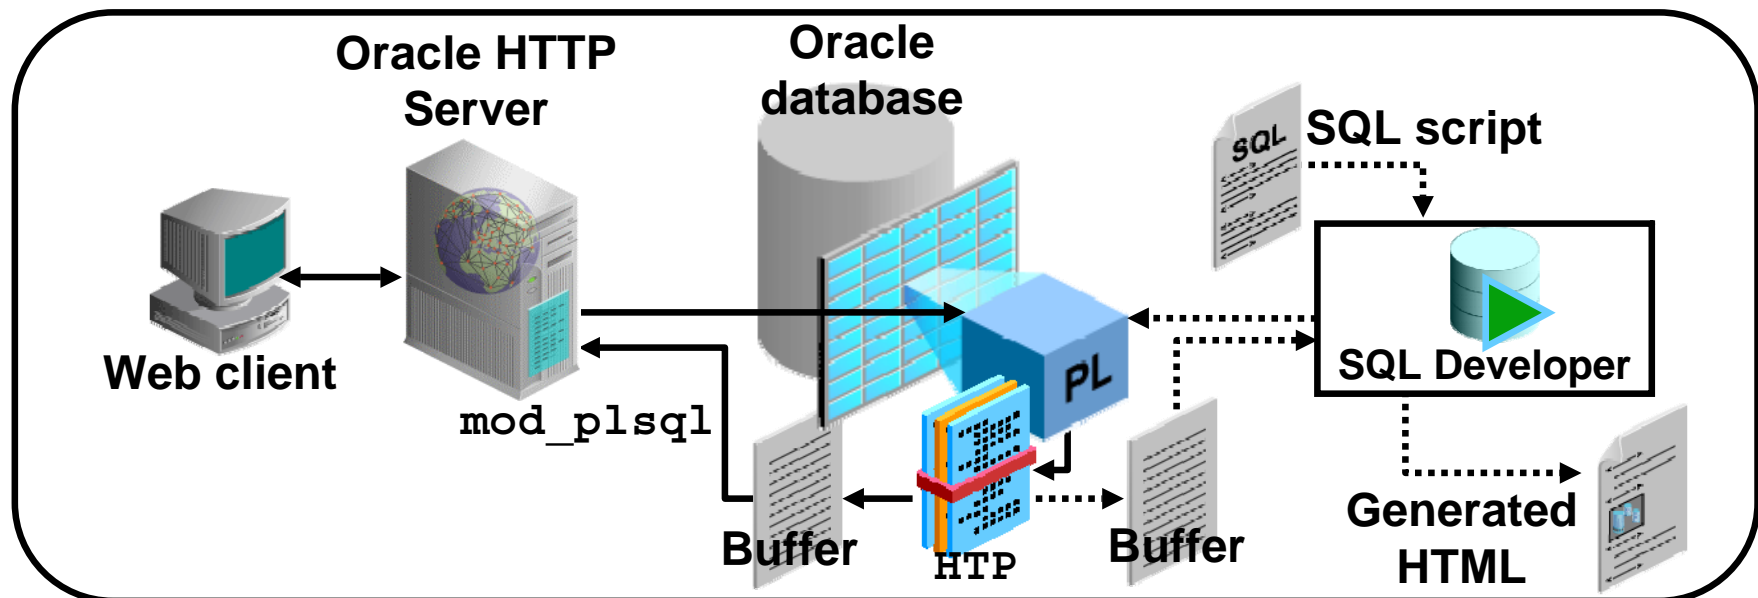 Oracle HTTP
Server
Oracle
database
SQL
SQL script
Web client
mod_plsql
PL
SQL Developer
Buffer
HTP
Buffer
Generated
HTML